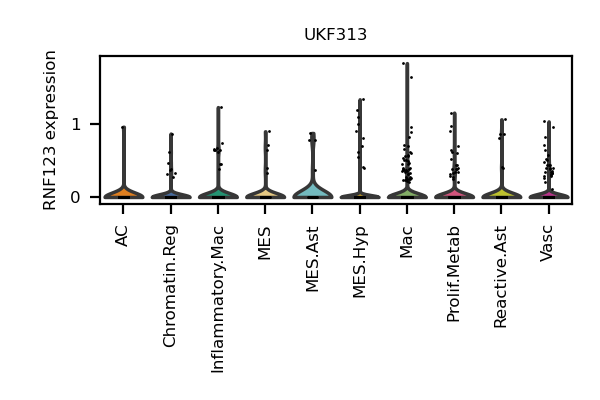 UKF313
RNF123 expression
1
0
AC
Chromatin.Reg
Inflammatory.Mac
MES
MES.Ast
MES.Hyp
Mac
Prolif.Metab
Reactive.Ast
Vasc